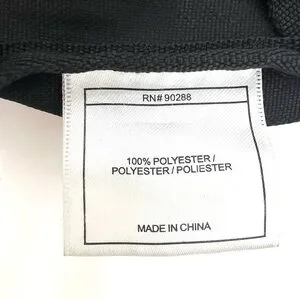 RN# 90288
100% POLYESTER /
POLYESTER / POLIESTER
MADE IN CHINA